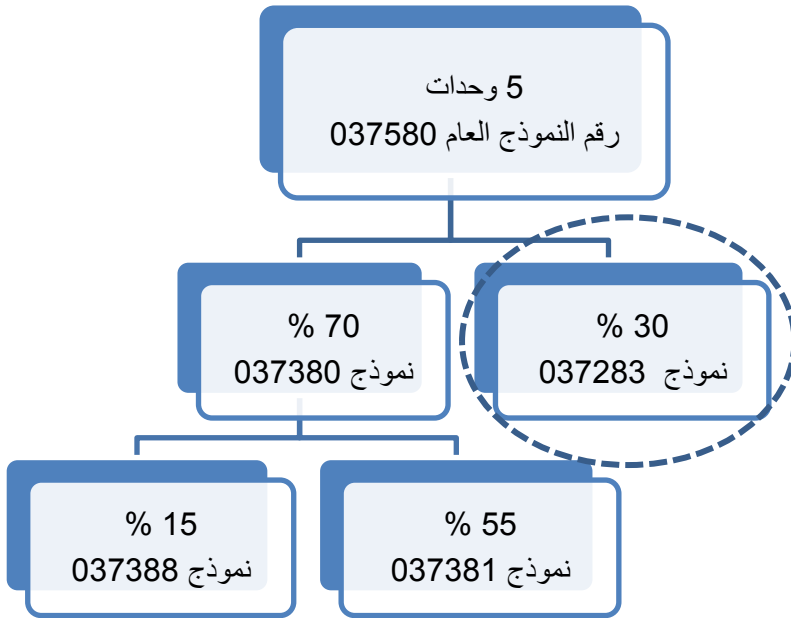 5 وحدات
رقم النموذج العام 037580
% 30
نموذج 037283
% 70
نموذج 037380
% 55
نموذج 037381
% 15
نموذج 037388